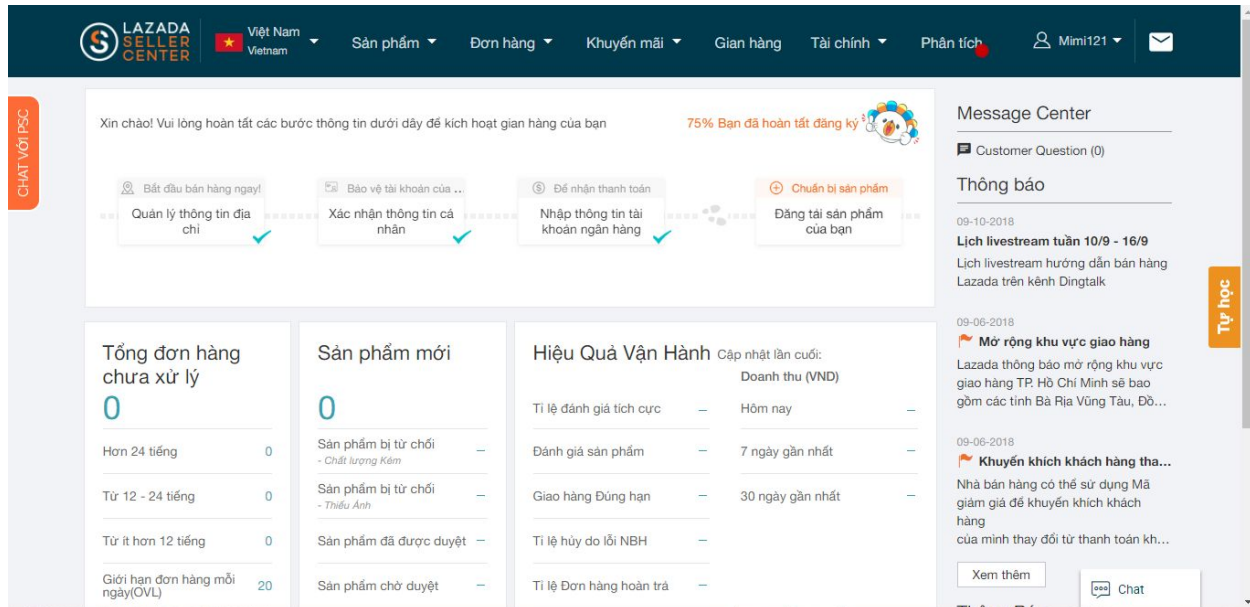 LAZADA
SELLER
CENTER
Việt Nam
Vietnam
Sản phẩm
Đơn hàng
Khuyến mãi
Gian hàng
Tài chính
Phân tích
Mimi121
CHAT VỚI PSC
Xin chào! Vui lòng hoàn tất các bước thông tin dưới dây để kích hoạt gian hàng của bạn
75% Bạn đã hoàn tất đăng ký
Bắt đầu bán hàng ngay!
Quản lý thông tin địa
chỉ
Bảo vệ tài khoản của ...
Xác nhận thông tin cá
nhân
Để nhận thanh toán
Nhập thông tin tài
khoản ngân hàng
Chuẩn bị sản phẩm
Đăng tải sản phẩm
của bạn
Tổng đơn hàng
chưa xử lý
0
Hơn 24 tiếng 0
Từ 12 - 24 tiếng 0
Từ ít hơn 12 tiếng 0
Giới hạn đơn hàng mỗi
ngày(OVL) 20
Sản phẩm mới
0
Sản phẩm bị từ chối –
- Chất lượng Kém
Sản phẩm bị từ chối –
- Thiếu Ảnh
Sản phẩm đã được duyệt –
Sản phẩm chờ duyệt –
Hiệu Quả Vận Hành Cập nhật lần cuối:
Tỉ lệ đánh giá tích cực –
Đánh giá sản phẩm –
Giao hàng Đúng hạn –
Tỉ lệ hủy do lỗi NBH –
Tỉ lệ Đơn hàng hoàn trả –
Doanh thu (VND)
Hôm nay –
7 ngày gần nhất –
30 ngày gần nhất –
Message Center
Customer Question (0)
Thông báo
09-10-2018
Lịch livestream tuần 10/9 - 16/9
Lịch livestream hướng dẫn bán hàng
Lazada trên kênh Dingtalk
09-06-2018
Mở rộng khu vực giao hàng
Lazada thông báo mở rộng khu vực
giao hàng TP. Hồ Chí Minh sẽ bao
gồm các tỉnh Bà Rịa Vũng Tàu, Đồ...
09-06-2018
Khuyến khích khách hàng tha...
Nhà bán hàng có thể sử dụng Mã
giảm giá để khuyến khích khách
hàng
của mình thay đổi từ thanh toán kh...
Xem thêm
Tự học
Chat